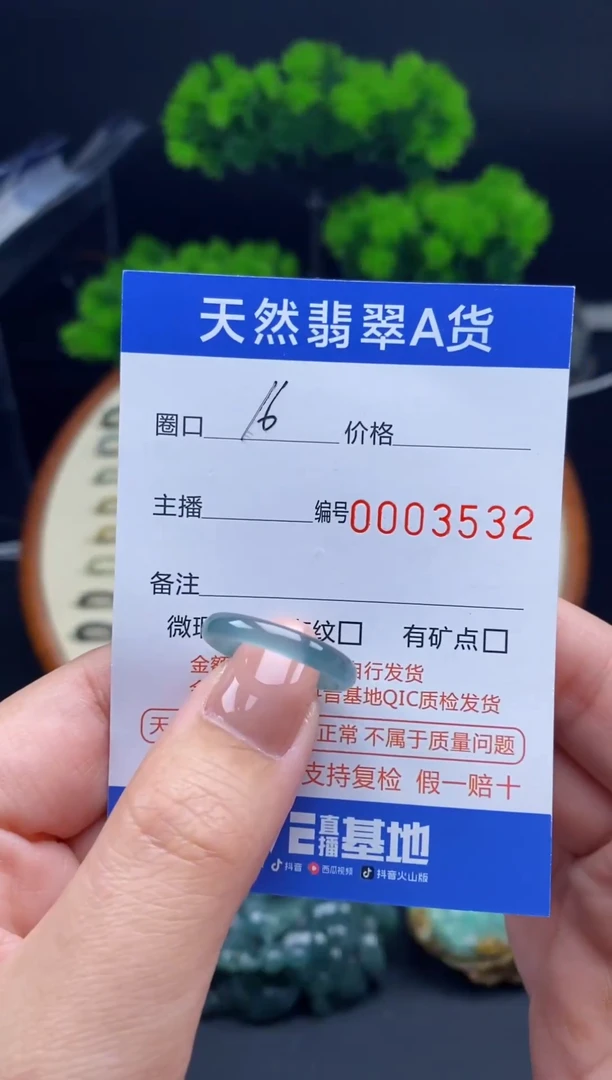 天然翡翠A货
圈口 16 价格
主播 编号0003532
备注
微 纹□ 有矿点□
金 自行发货
音基地QIC质检发货
天 正常 不属于质量问题
支持复检 假一赔十
直播基地
抖音 西瓜视频 抖音火山版